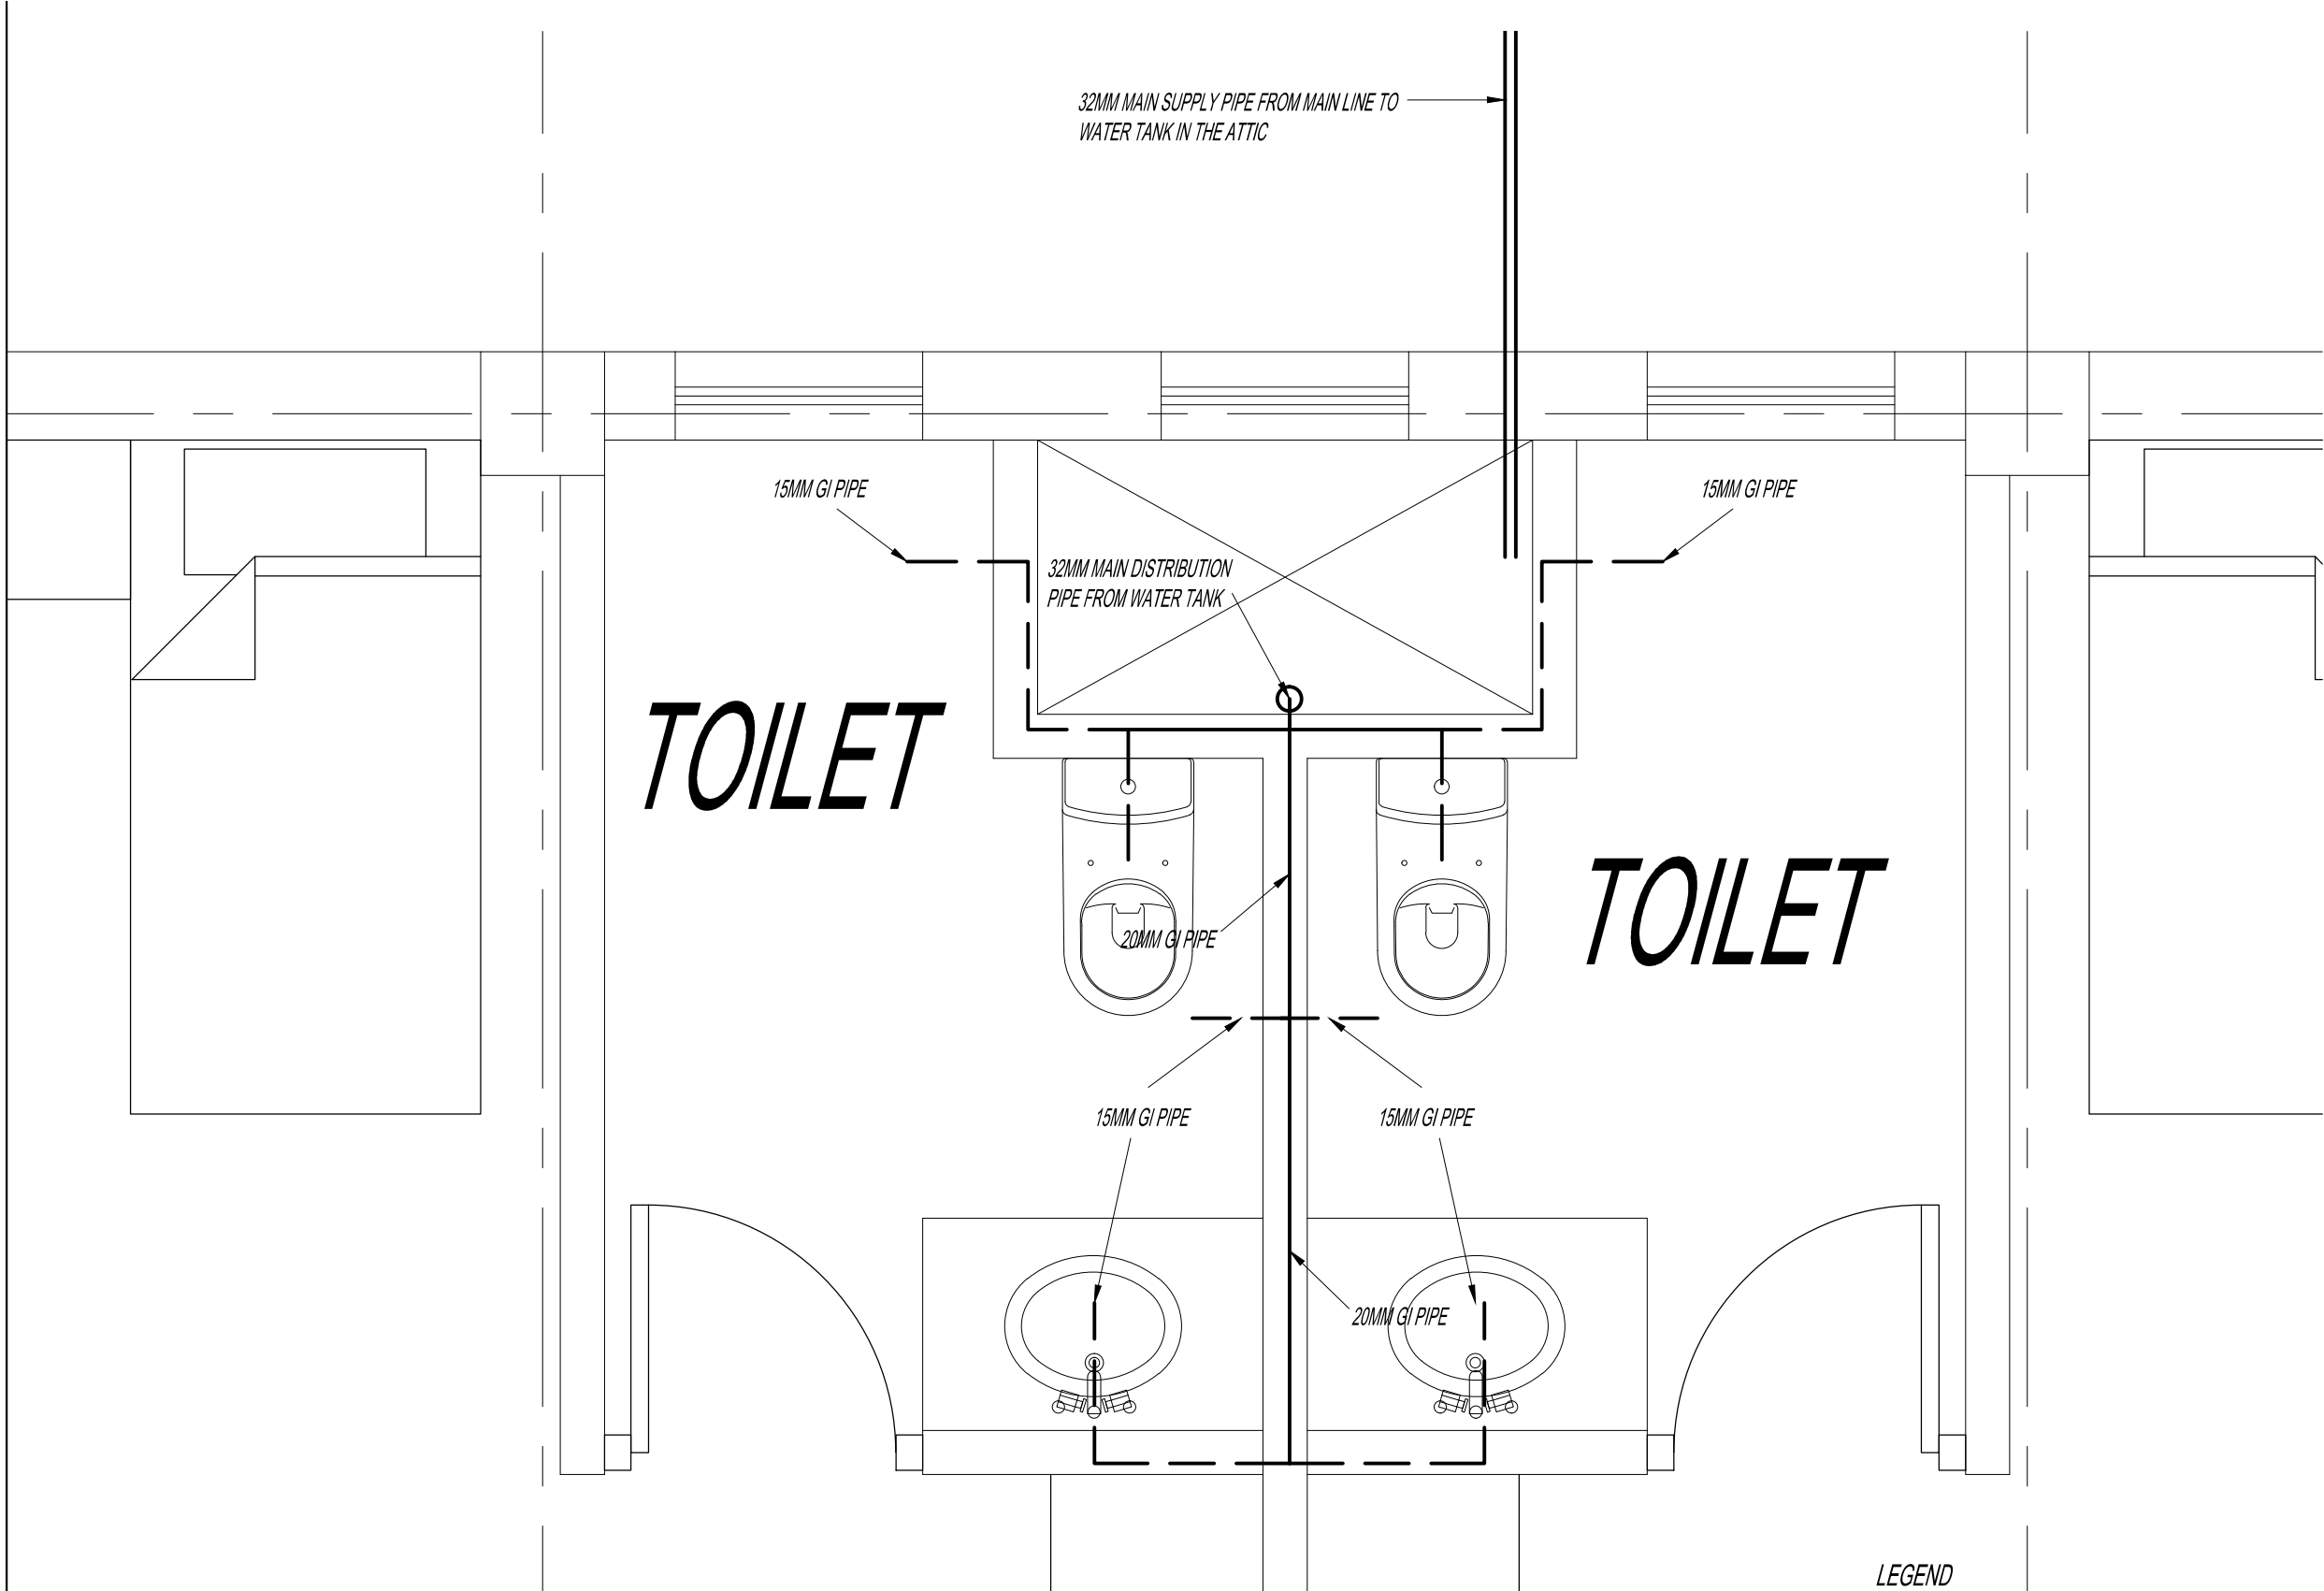 32MM MAIN SUPPLY PIPE FROM MAIN LINE TO
WATER TANK IN THE ATTIC
15MM GI PIPE
15MM GI PIPE
32MM MAIN DISTRIBUTION
PIPE FROM WATER TANK
TOILET
TOILET
20MM GI PIPE
15MM GI PIPE
15MM GI PIPE
20MM GI PIPE
LEGEND